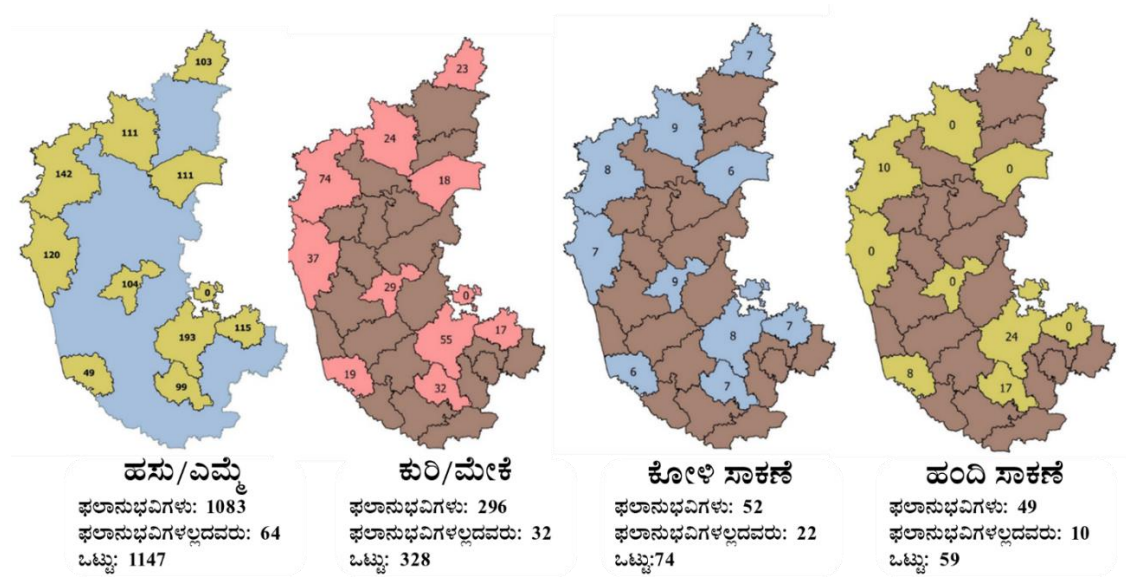 103
111
142
111
120
104
0
115
193
49
99
23
24
74
18
37
29
0
17
55
19
32
7
9
8
6
7
9
7
8
6
7
0
0
10
0
0
0
0
24
8
17
ಹಸು/ಎಮ್ಮೆ
ಫಲಾನುಭವಿಗಳು: 1083
ಫಲಾನುಭವಿಗಳಲ್ಲದವರು: 64
ಒಟ್ಟು: 1147
ಕುರಿ/ಮೇಕೆ
ಫಲಾನುಭವಿಗಳು: 296
ಫಲಾನುಭವಿಗಳಲ್ಲದವರು: 32
ಒಟ್ಟು: 328
ಕೋಳಿ ಸಾಕಣೆ
ಫಲಾನುಭವಿಗಳು: 52
ಫಲಾನುಭವಿಗಳಲ್ಲದವರು: 22
ಒಟ್ಟು:74
ಹಂದಿ ಸಾಕಣೆ
ಫಲಾನುಭವಿಗಳು: 49
ಫಲಾನುಭವಿಗಳಲ್ಲದವರು: 10
ಒಟ್ಟು: 59